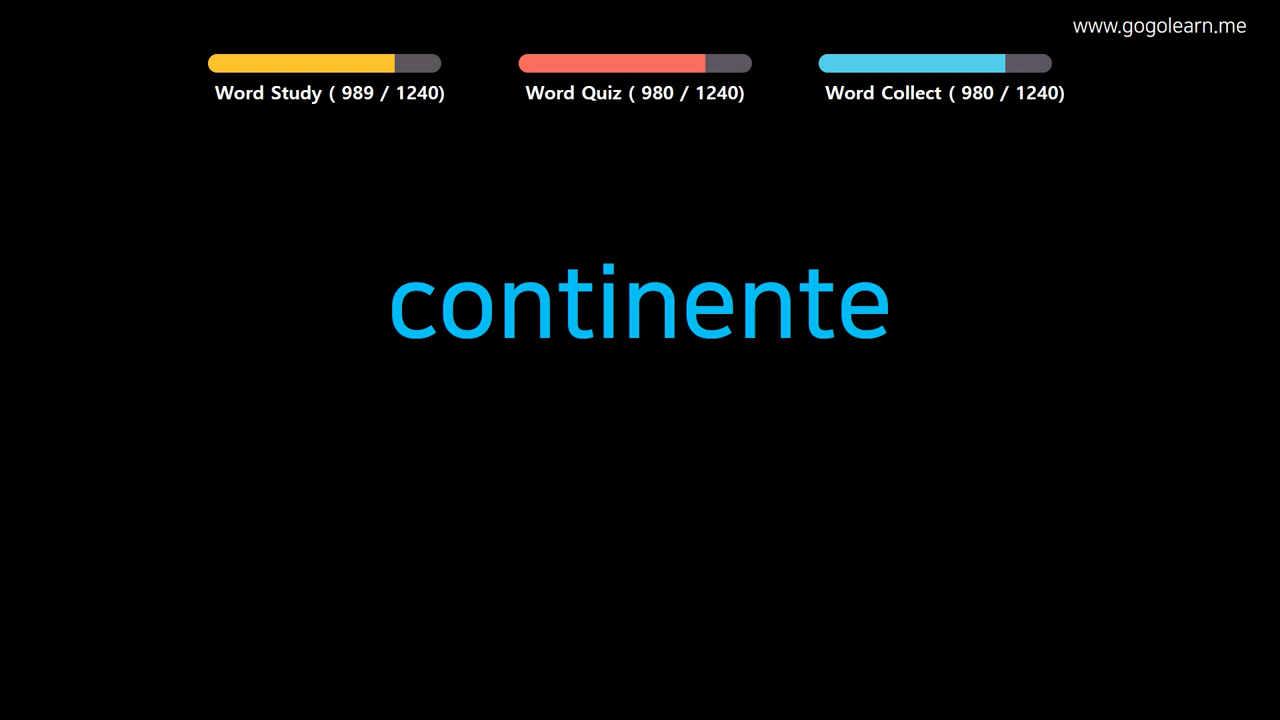 www.gogolearn.me
Word Study ( 989 / 1240)
Word Quiz ( 980 / 1240)
Word Collect ( 980 / 1240)
continente